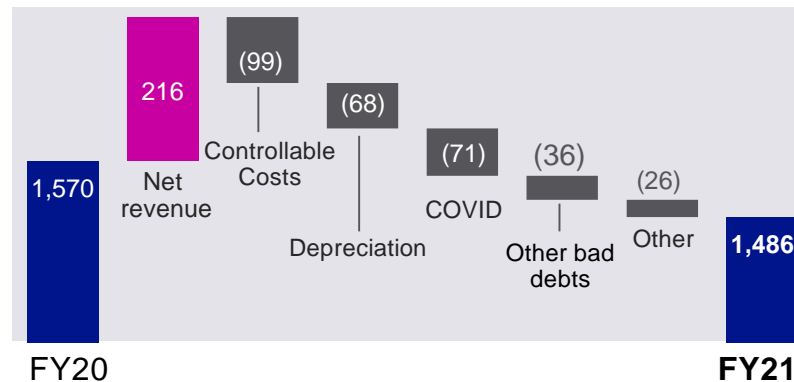 1,570
216
Net
revenue
(99)
Controllable
Costs
(68)
Depreciation
(71)
COVID
(36)
Other bad
debts
(26)
Other
1,486
FY20
FY21